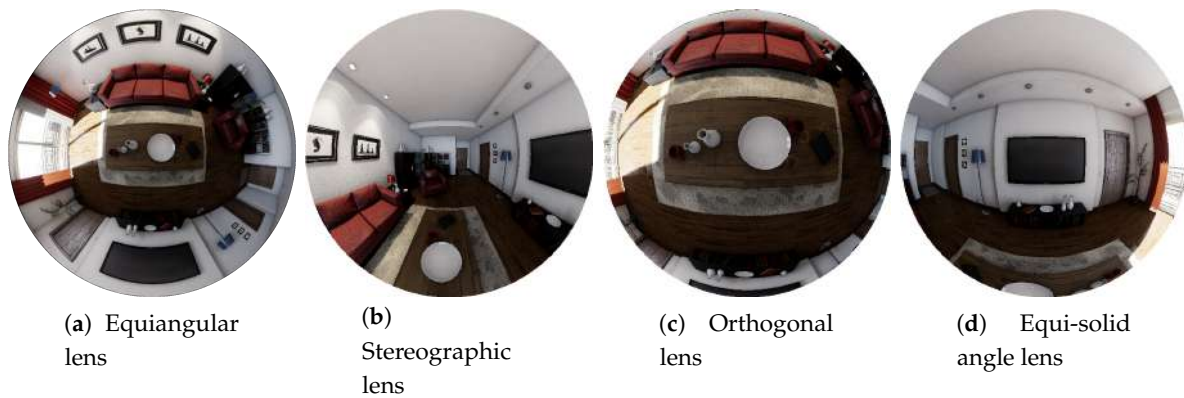 (a) Equiangular
lens
(b)
Stereographic
lens
(c) Orthogonal
lens
(d) Equi-solid
angle lens